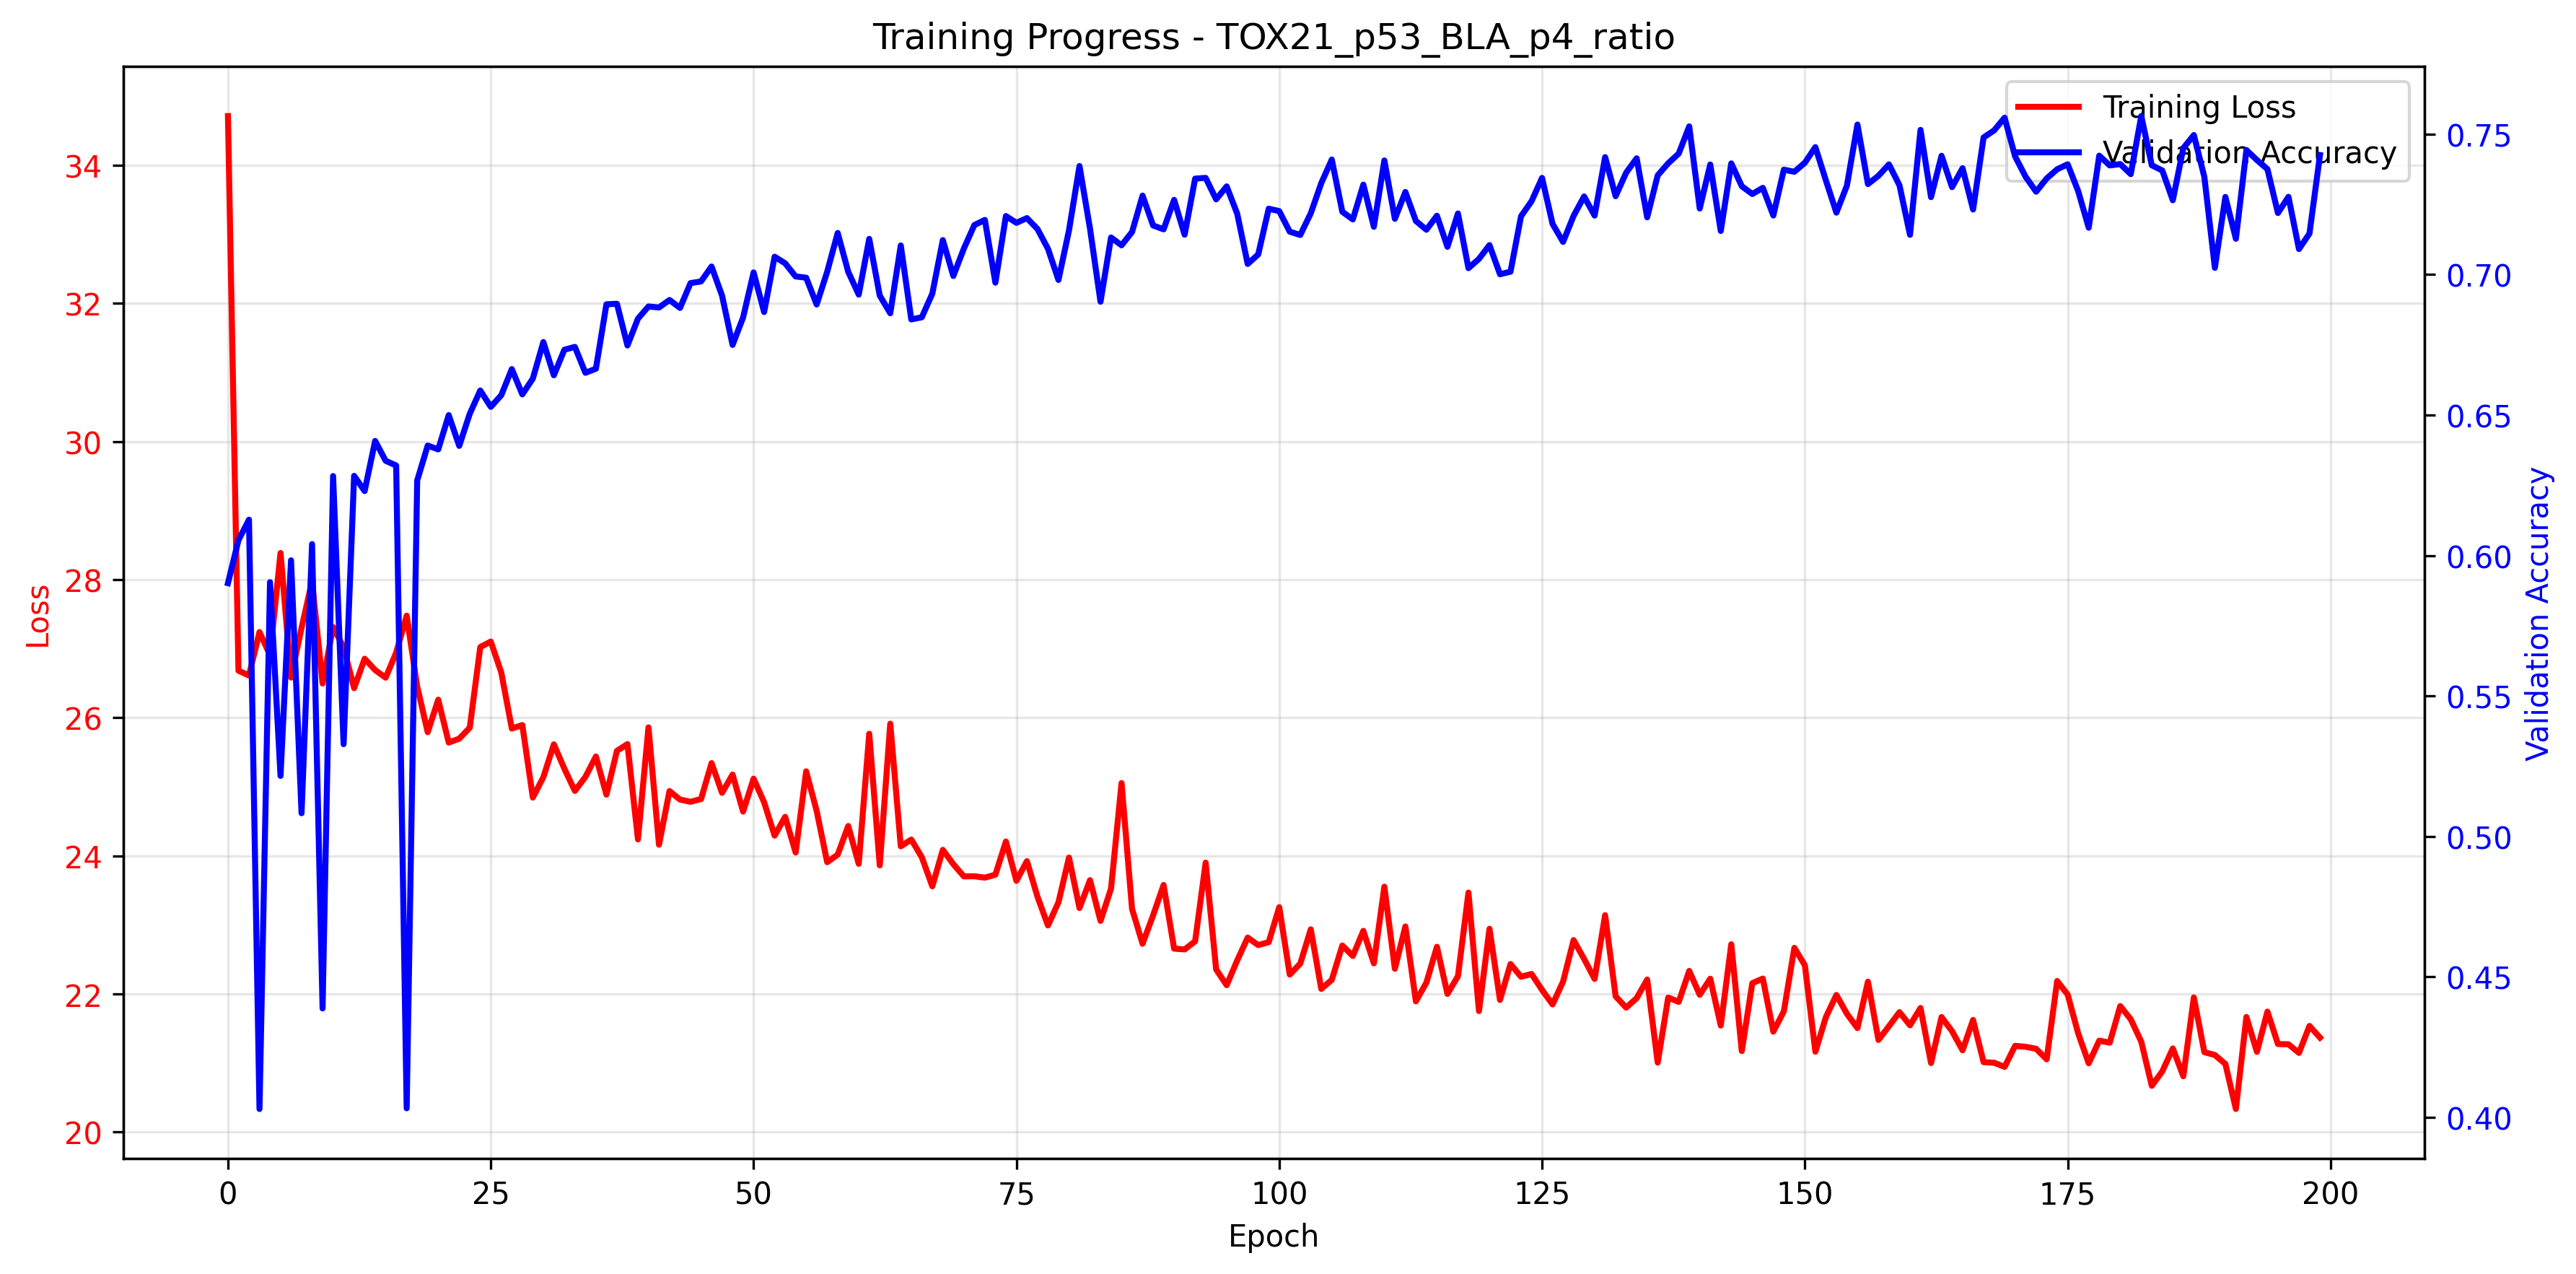 Training Progress - TOX21_p53_BLA_p4_ratio
Training Loss
Validation Accuracy
34
32
30
28
26
24
22
20
Loss
0.75
0.70
0.65
0.60
0.55
0.50
0.45
0.40
Validation Accuracy
0 25 50 75 100 125 150 175 200
Epoch